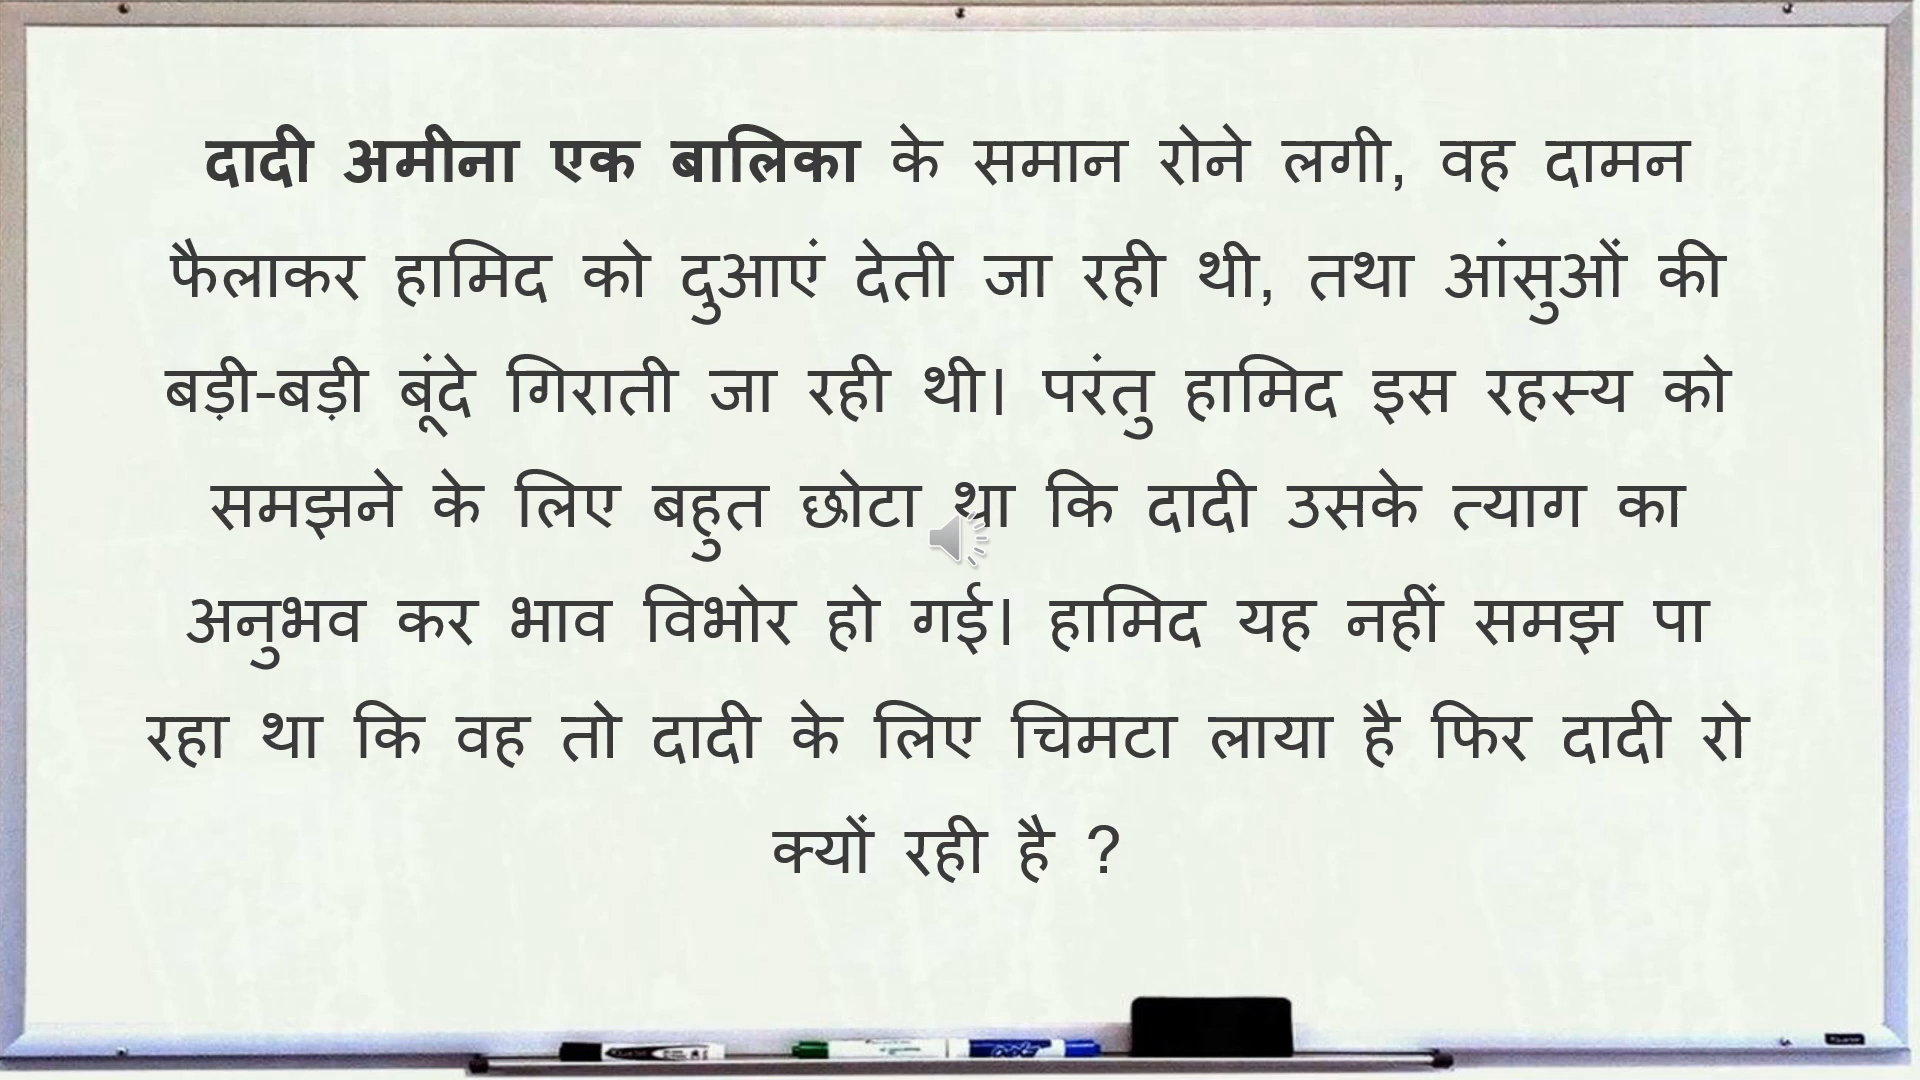 दादी अमीना एक बालिका के समान रोने लगी, वह दामन
फैलाकर हामिद को दुआएं देती जा रही थी, तथा आंसुओं की
बड़ी-बड़ी बूंदे गिराती जा रही थी। परंतु हामिद इस रहस्य को
समझने के लिए बहुत छोटा था कि दादी उसके त्याग का
अनुभव कर भाव विभोर हो गई। हामिद यह नहीं समझ पा
रहा था कि वह तो दादी के लिए चिमटा लाया है फिर दादी रो
क्यों रही है ?